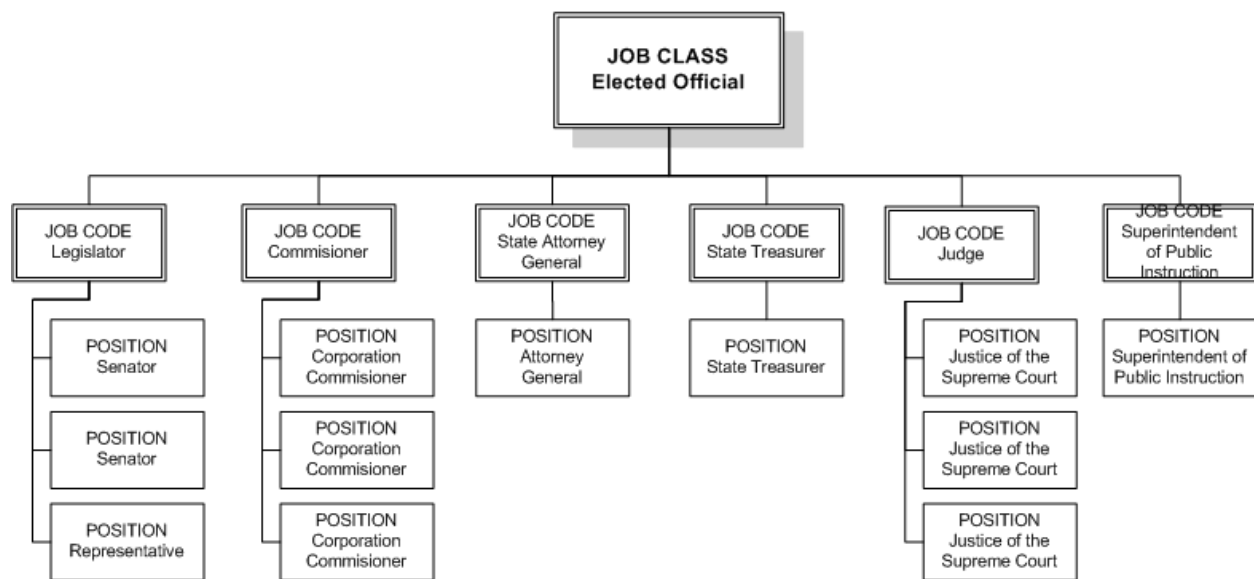 JOB CLASS
Elected Official
JOB CODE
Legislator
JOB CODE
Commisioner
JOB CODE
State Attorney
General
JOB CODE
State Treasurer
JOB CODE
Judge
JOB CODE
Superintendent
of Public
Instruction
POSITION
Senator
POSITION
Corporation
Commisioner
POSITION
Attorney
General
POSITION
State Treasurer
POSITION
Justice of the
Supreme Court
POSITION
Superintendent of
Public Instruction
POSITION
Senator
POSITION
Corporation
Commisioner
POSITION
Justice of the
Supreme Court
POSITION
Representative
POSITION
Corporation
Commisioner
POSITION
Justice of the
Supreme Court